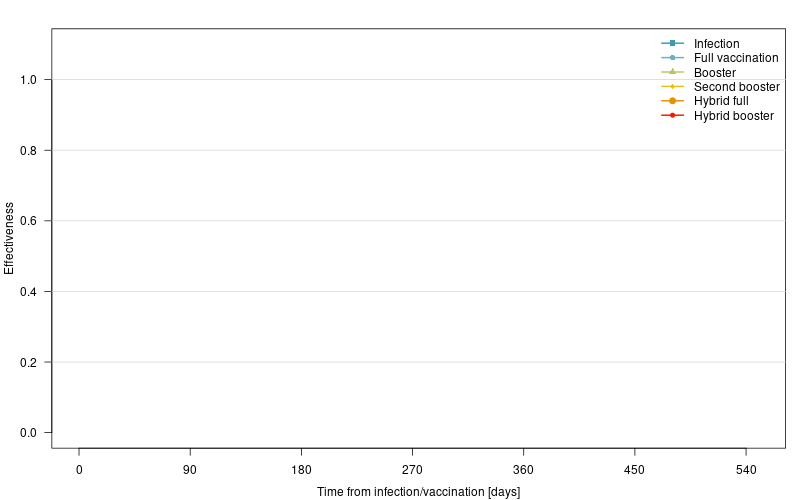 Infection
Full vaccination
Booster
Second booster
Hybrid full
Hybrid booster
1.0
0.8
0.6
0.4
0.2
0.0
Effectiveness
0 90 180 270 360 450 540
Time from infection/vaccination [days]